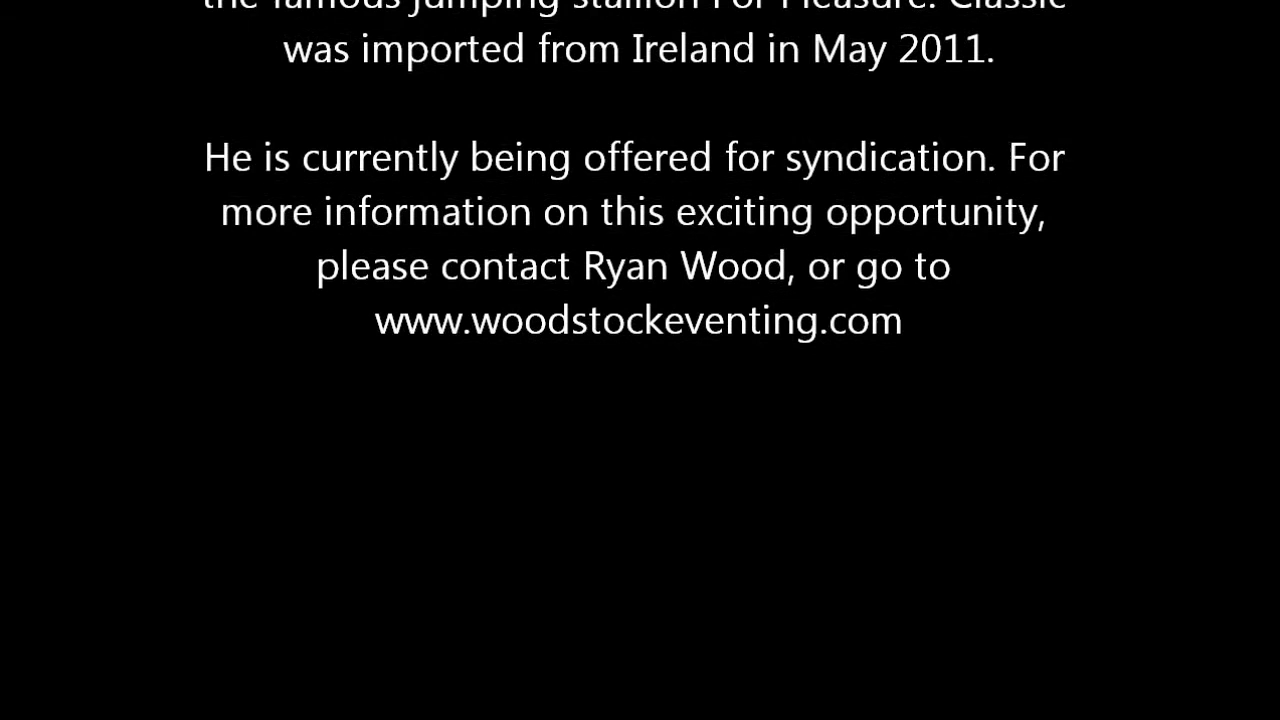 the famous jumping stallion For Pleasure. Classic
was imported from Ireland in May 2011.
He is currently being offered for syndication. For
more information on this exciting opportunity,
please contact Ryan Wood, or go to
www.woodstockeventing.com